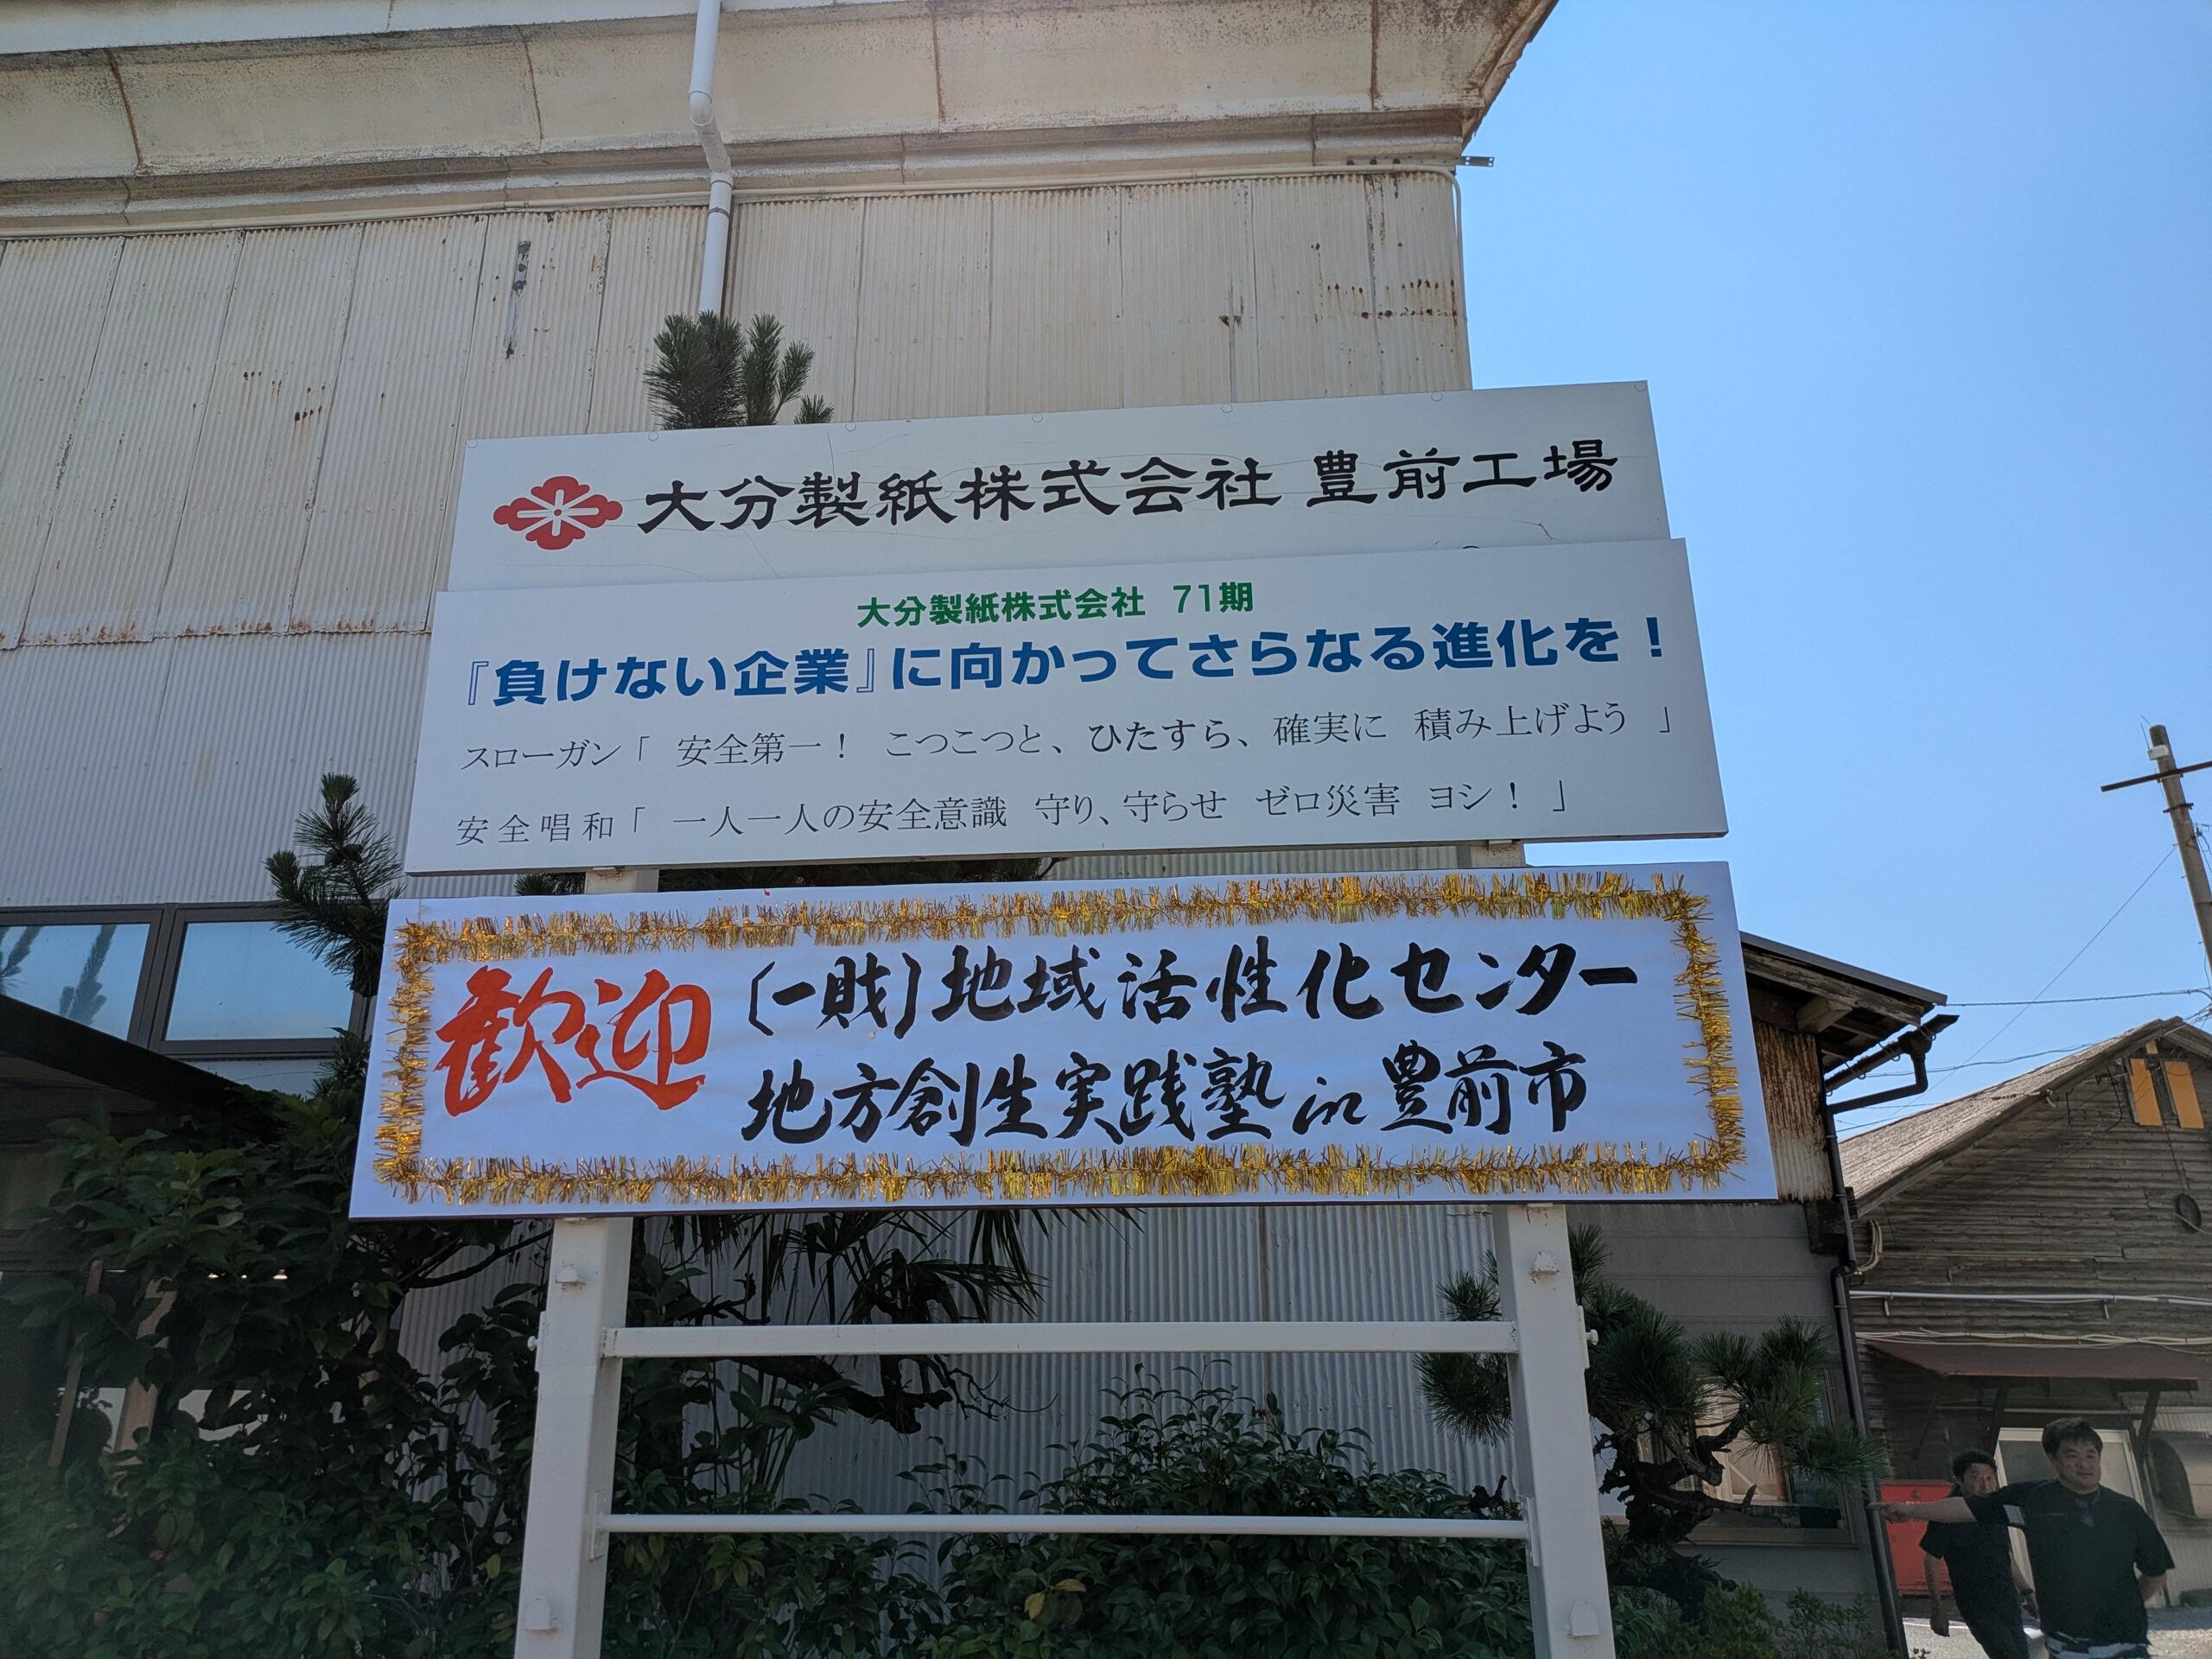 大分製紙株式会社 豊前工場
大分製紙株式会社 71期
『負けない企業』に向かってさらなる進化を!
スローガン「 安全第一! こつこつと、ひたすら、確実に 積み上げよう 」
安全唱和「 一人一人の安全意識 守り、守らせ ゼロ災害 ヨシ! 」
歓迎
(一財)地域活性化センター
地方創生実践塾 in 豊前市